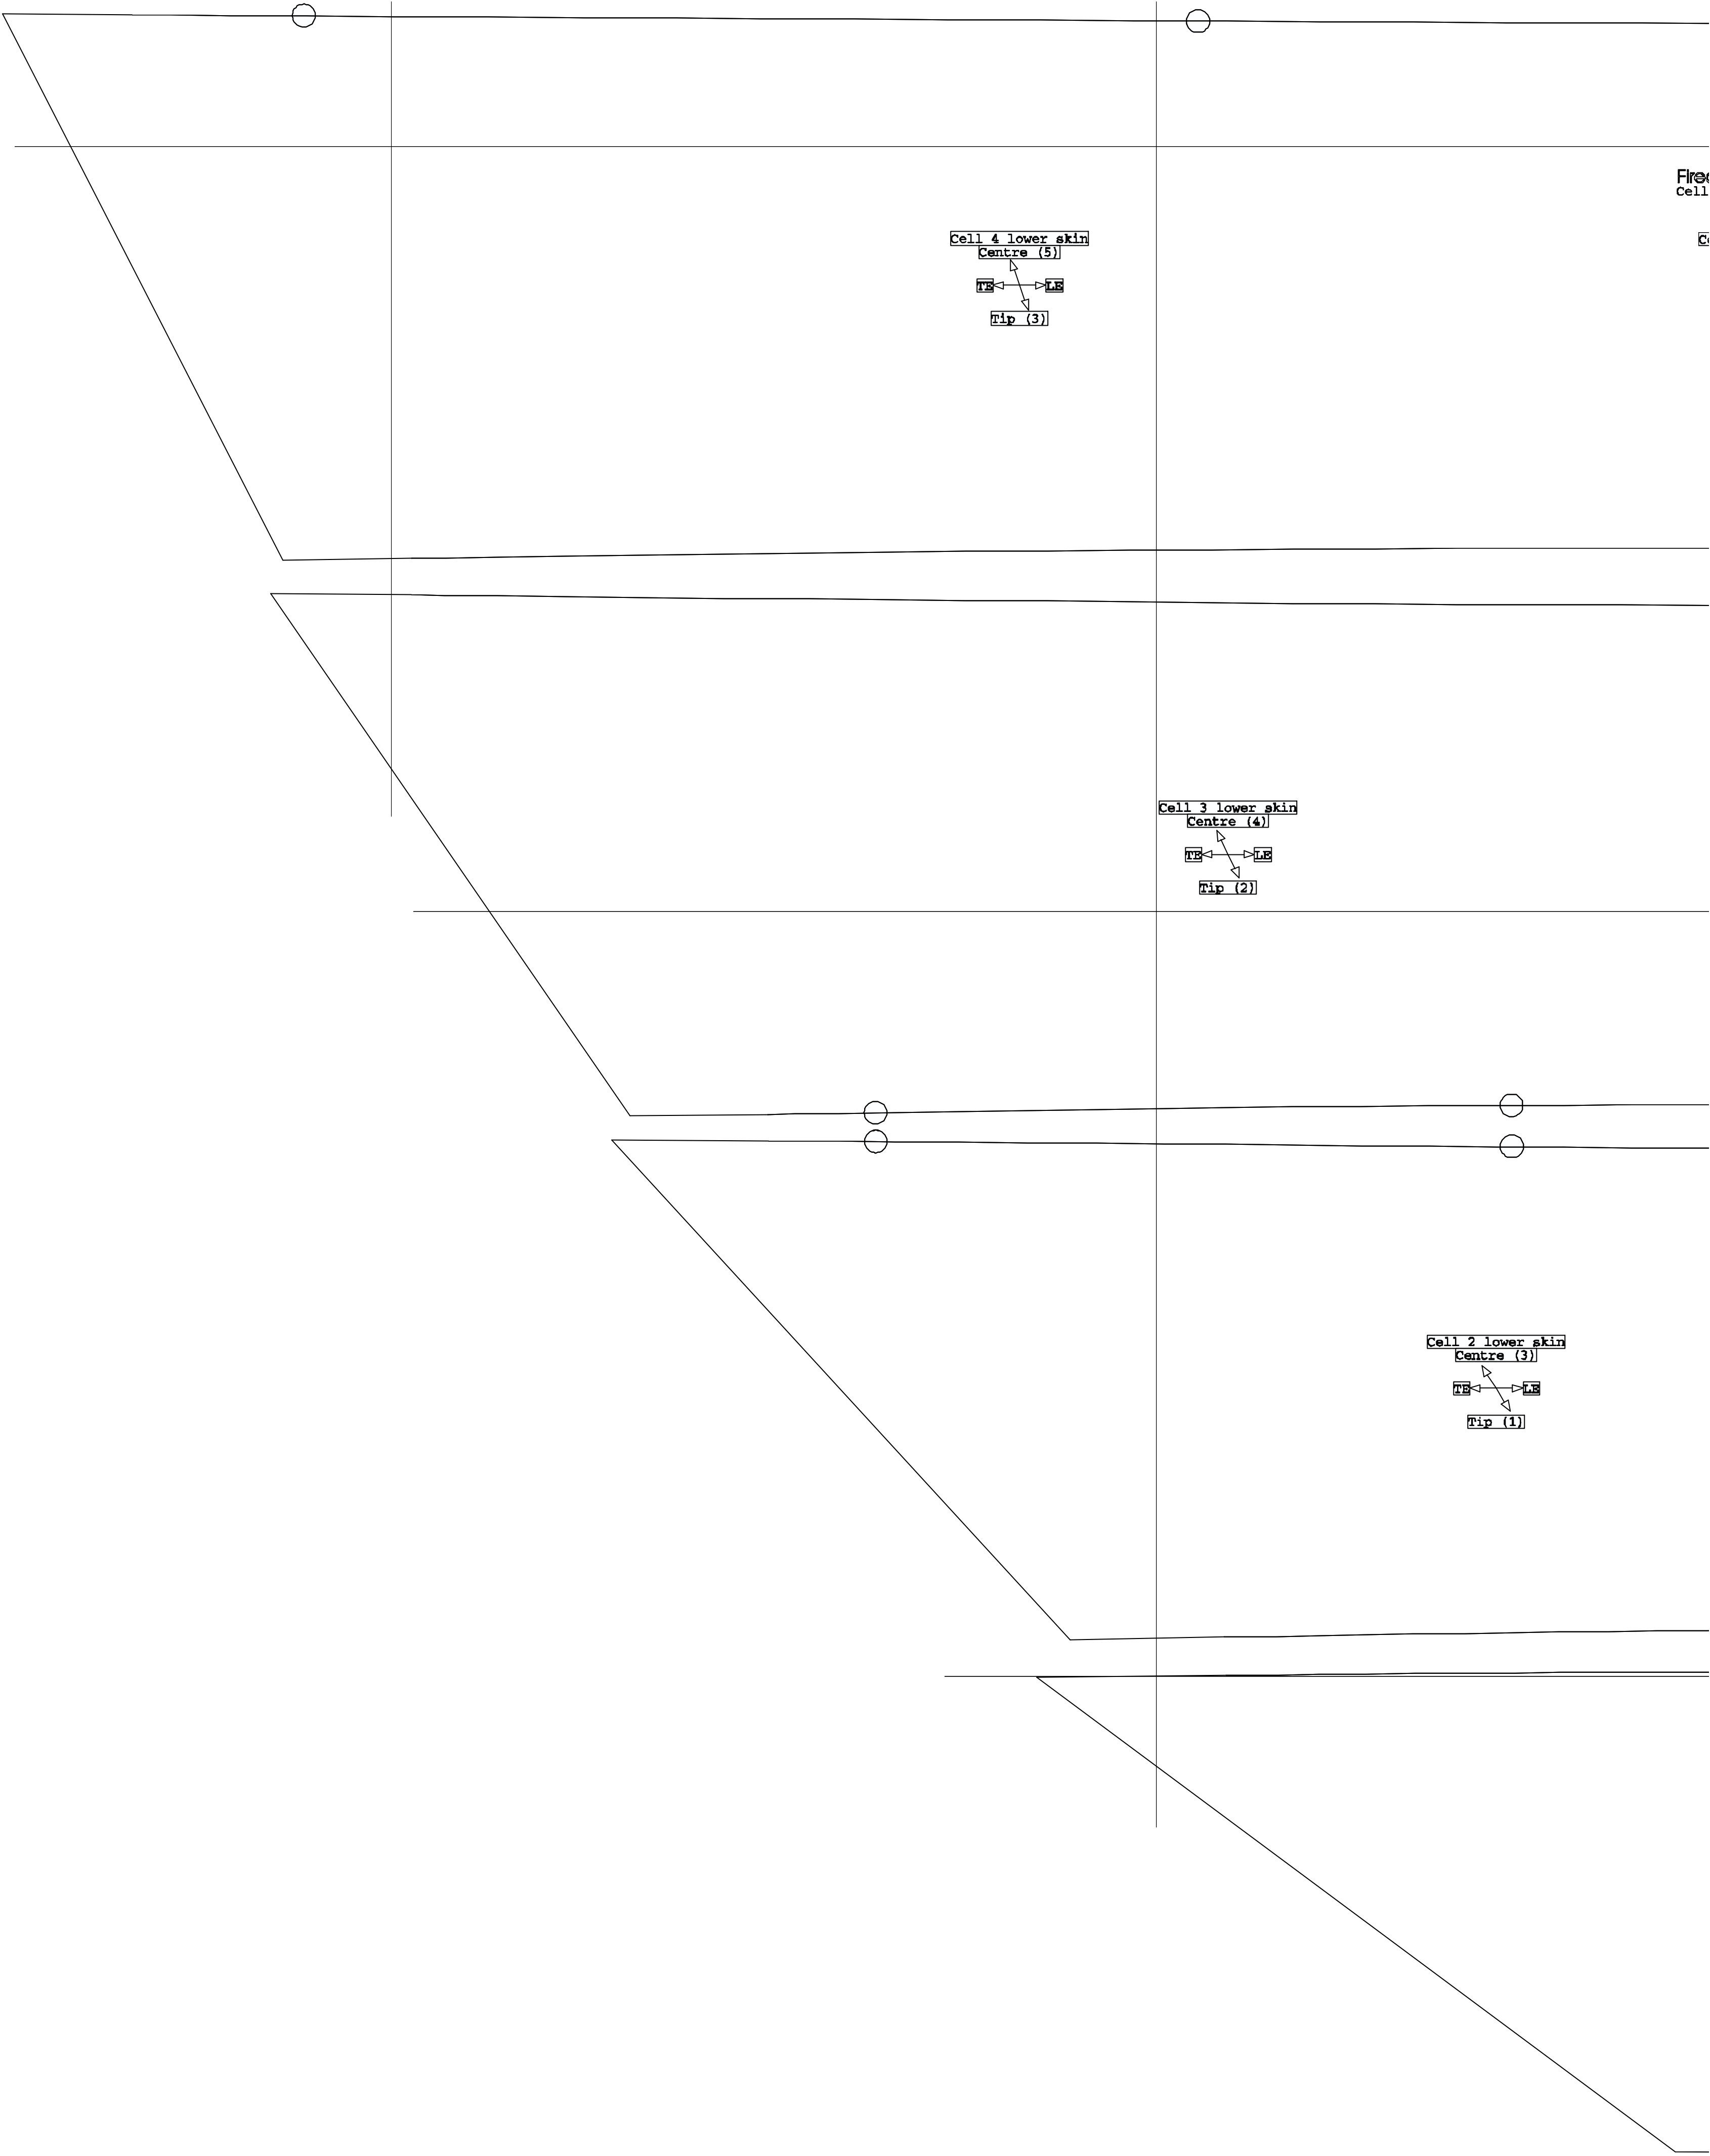 Cell
Cell 4 lower skin
Centre (5)
TE LE
Tip (3)
Cell 3 lower skin
Centre (4)
TE LE
Tip (2)
Cell 2 lower skin
Centre (3)
TE LE
Tip (1)